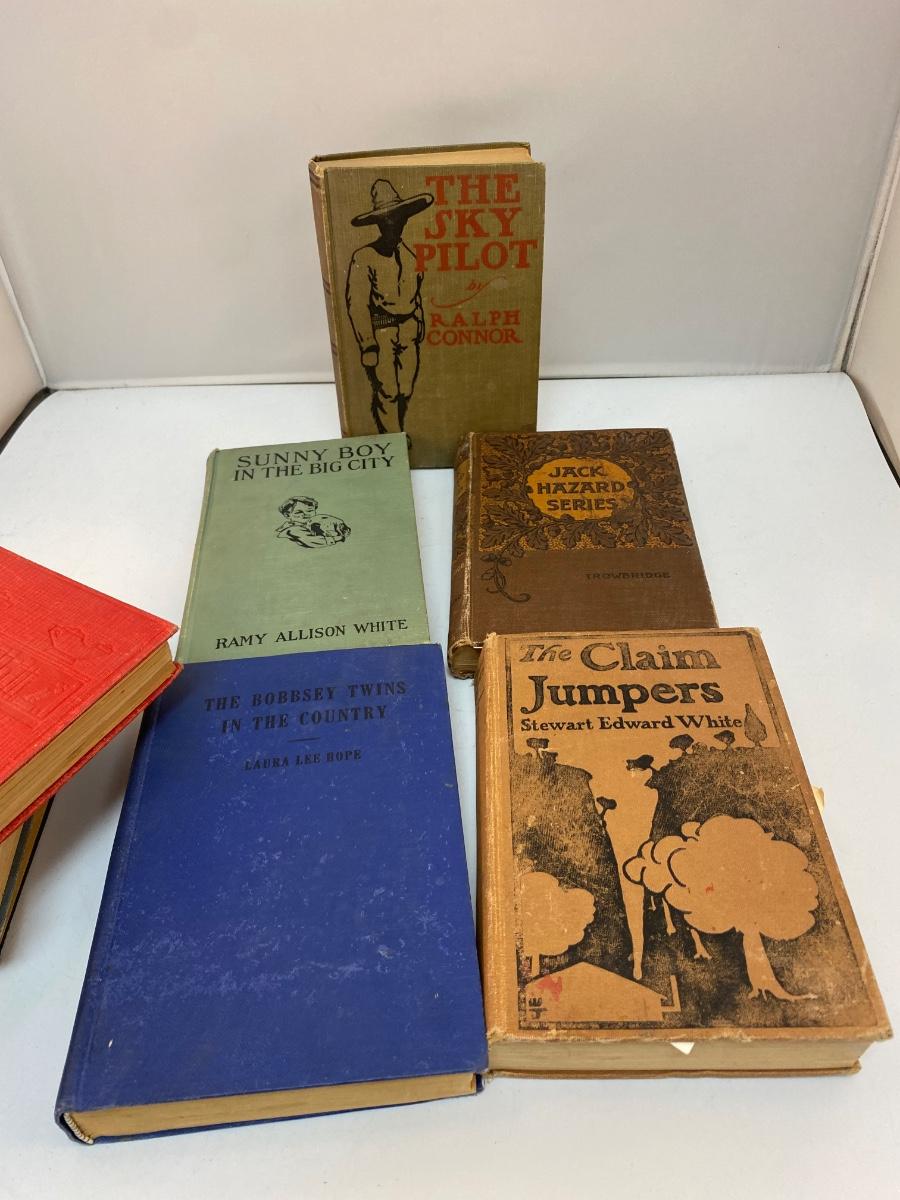 THE
SKY
PILOT
by
RALPH
CONNOR
SUNNY BOY
IN THE BIG CITY
RAMY ALLISON WHITE
JACK
HAZARD
SERIES
TROWBRIDGE
THE BOBBSEY TWINS
IN THE COUNTRY
LAURA LEE HOPE
The Claim
Jumpers
Stewart Edward White